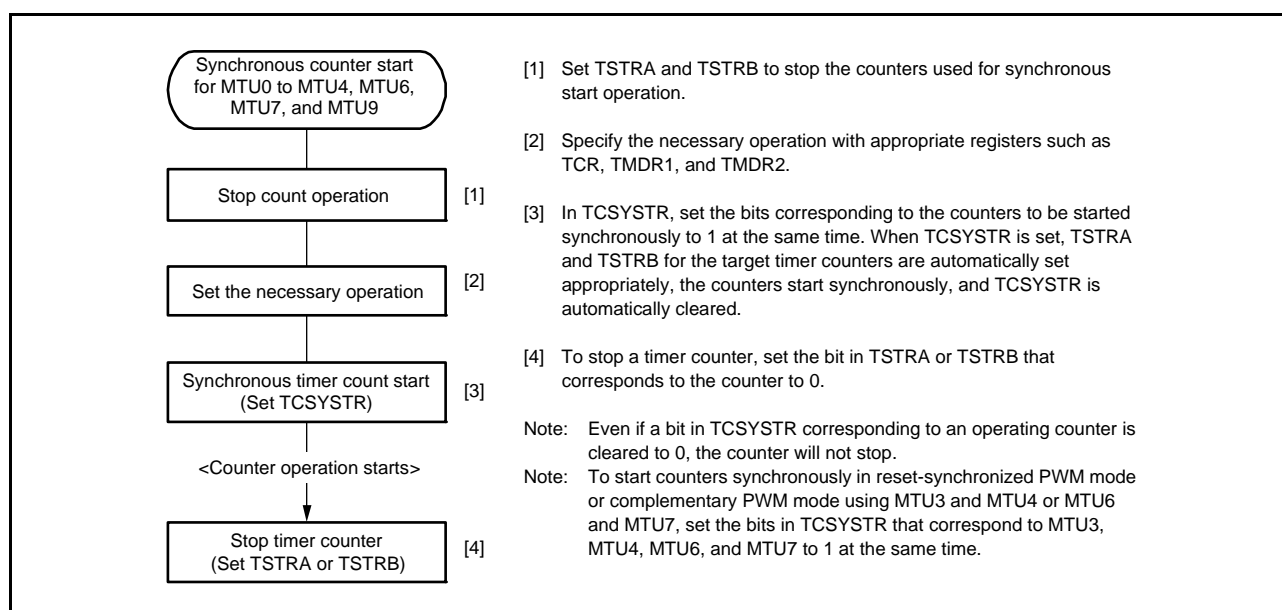 Synchronous counter start
for MTU0 to MTU4, MTU6,
MTU7, and MTU9
Stop count operation
[1]
Set the necessary operation
[2]
Synchronous timer count start
(Set TCSYSTR)
[3]
<Counter operation starts>
Stop timer counter
(Set TSTRA or TSTRB)
[4]
[1] Set TSTRA and TSTRB to stop the counters used for synchronous
start operation.
[2] Specify the necessary operation with appropriate registers such as
TCR, TMDR1, and TMDR2.
[3] In TCSYSTR, set the bits corresponding to the counters to be started
synchronously to 1 at the same time. When TCSYSTR is set, TSTRA
and TSTRB for the target timer counters are automatically set
appropriately, the counters start synchronously, and TCSYSTR is
automatically cleared.
[4] To stop a timer counter, set the bit in TSTRA or TSTRB that
corresponds to the counter to 0.
Note: Even if a bit in TCSYSTR corresponding to an operating counter is
cleared to 0, the counter will not stop.
Note: To start counters synchronously in reset-synchronized PWM mode
or complementary PWM mode using MTU3 and MTU4 or MTU6
and MTU7, set the bits in TCSYSTR that correspond to MTU3,
MTU4, MTU6, and MTU7 to 1 at the same time.